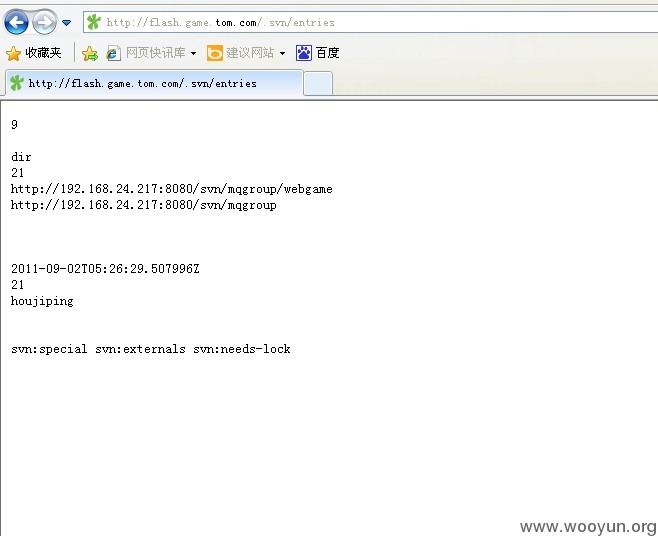 http://flash.game.tom.com/.svn/entries
收藏夹 网页快讯库 建议网站 百度
http://flash.game.tom.com/.svn/entries
9
dir
21
http://192.168.24.217:8080/svn/mqgroup/webgame
http://192.168.24.217:8080/svn/mqgroup
2011-09-02T05:26:29.507996Z
21
houjiping
svn:special svn:externals svn:needs-lock
www.wooyun.org